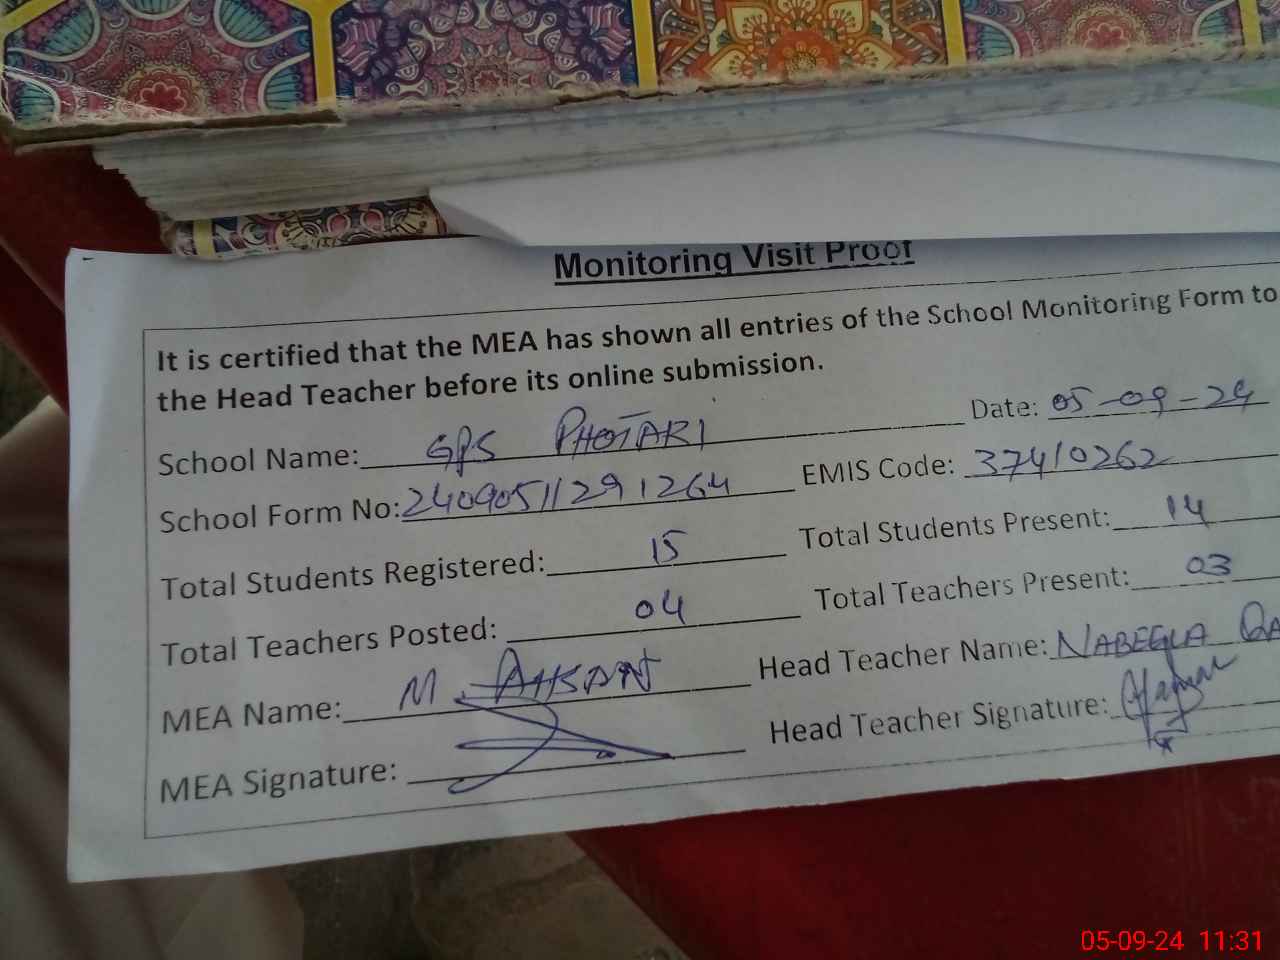 Monitoring Visit Proof
It is certified that the MEA has shown all entries of the School Monitoring Form to
the Head Teacher before its online submission.
School Name: GPS PHOTARI Date: 05-09-24
School Form No: 24090511291264 EMIS Code: 37410262
Total Students Registered: 15 Total Students Present: 14
Total Teachers Posted: 04 Total Teachers Present: 03
MEA Name: M. AHSAN Head Teacher Name: NABEELA
MEA Signature: Head Teacher Signature:
05-09-24 11:31